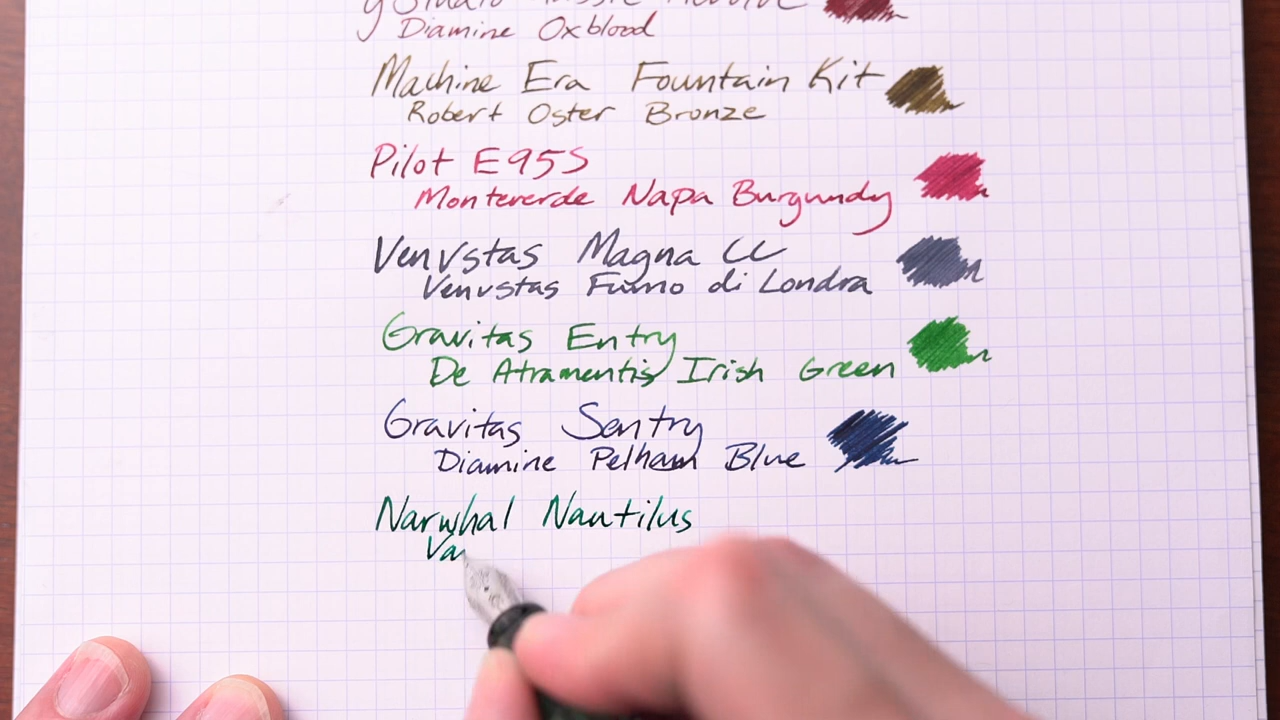 Diamine Oxblood
Machine Era Fountain Kit
Robert Oster Bronze
Pilot E95S
Monteverde Napa Burgundy
Venvstas Magna CC
Venvstas Fumo di Londra
Gravitas Entry
De Atramentis Irish Green
Gravitas Sentry
Diamine Pelham Blue
Narwhal Nautilus
Va